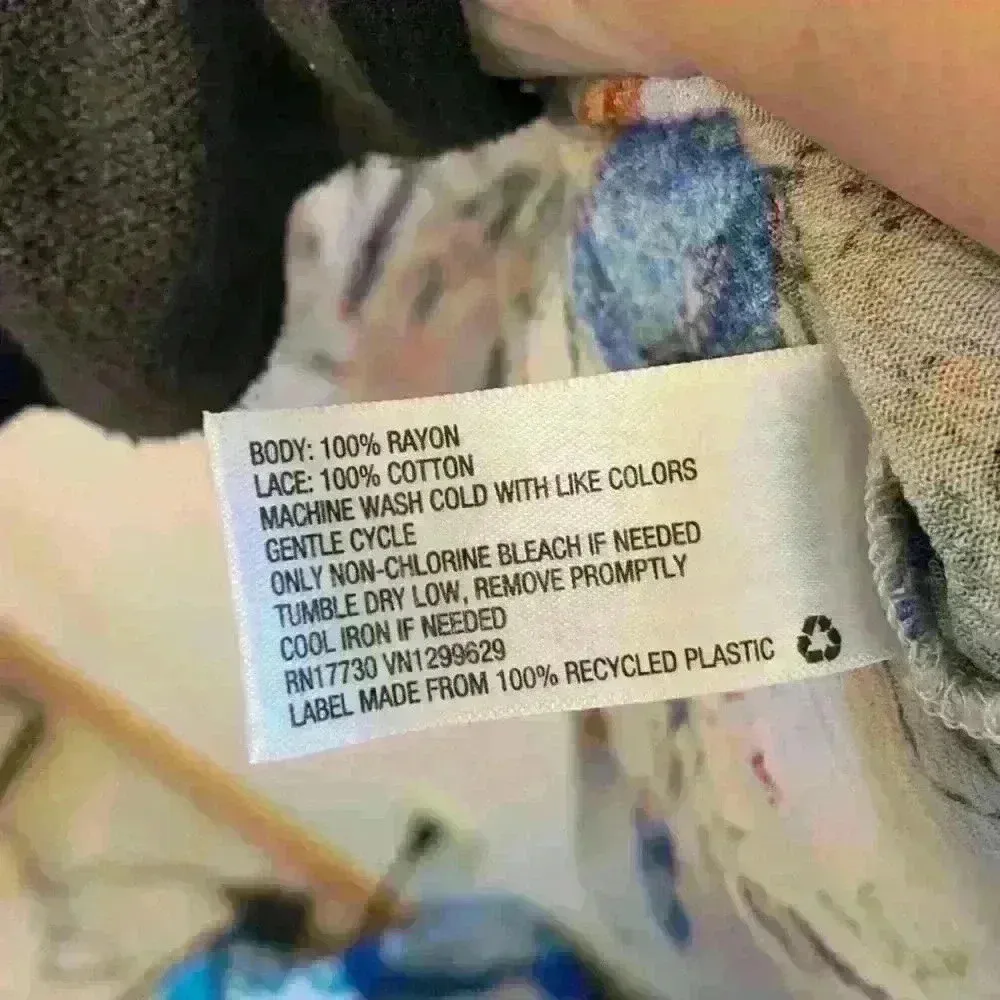 BODY: 100% RAYON
LACE: 100% COTTON
MACHINE WASH COLD WITH LIKE COLORS
GENTLE CYCLE
ONLY NON-CHLORINE BLEACH IF NEEDED
TUMBLE DRY LOW, REMOVE PROMPTLY
COOL IRON IF NEEDED
RN17730 VN1299629
LABEL MADE FROM 100% RECYCLED PLASTIC